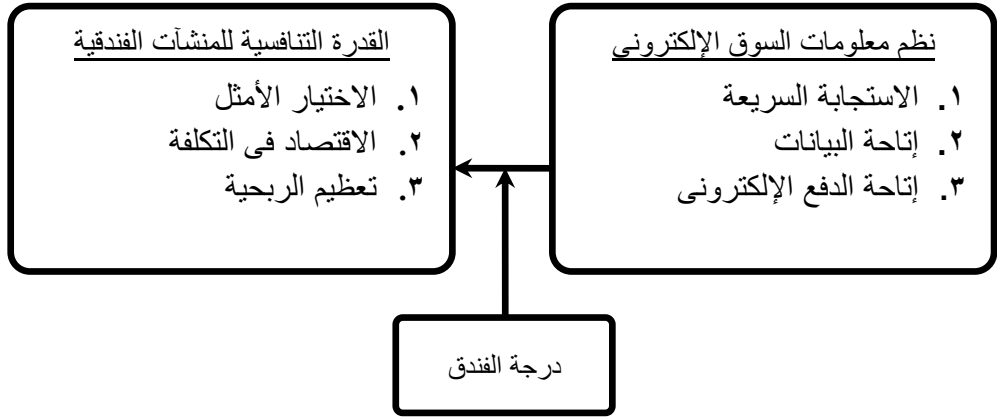 نظم معلومات السوق الإلكترونى
١. الاستجابة السريعة
٢. إتاحة البيانات
٣. إتاحة الدفع الإلكترونى
القدرة التنافسية للمنشآت الفندقية
١. الاختيار الأمثل
٢. الاقتصاد فى التكلفة
٣. تعظيم الربحية
درجة الفندق